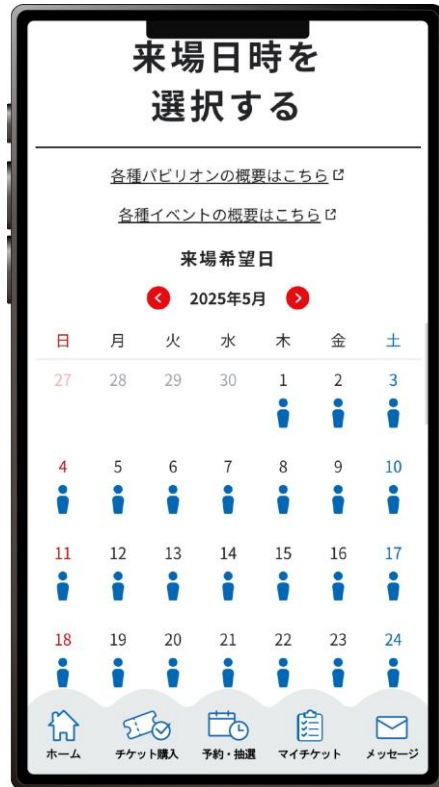 来場日時を
選択する
各種パビリオンの概要はこちら
各種イベントの概要はこちら
来場希望日
2025年5月
日 月 火 水 木 金 土
27 28 29 30 1 2 3
4 5 6 7 8 9 10
11 12 13 14 15 16 17
18 19 20 21 22 23 24
ホーム チケット購入 予約・抽選 マイチケット メッセージ